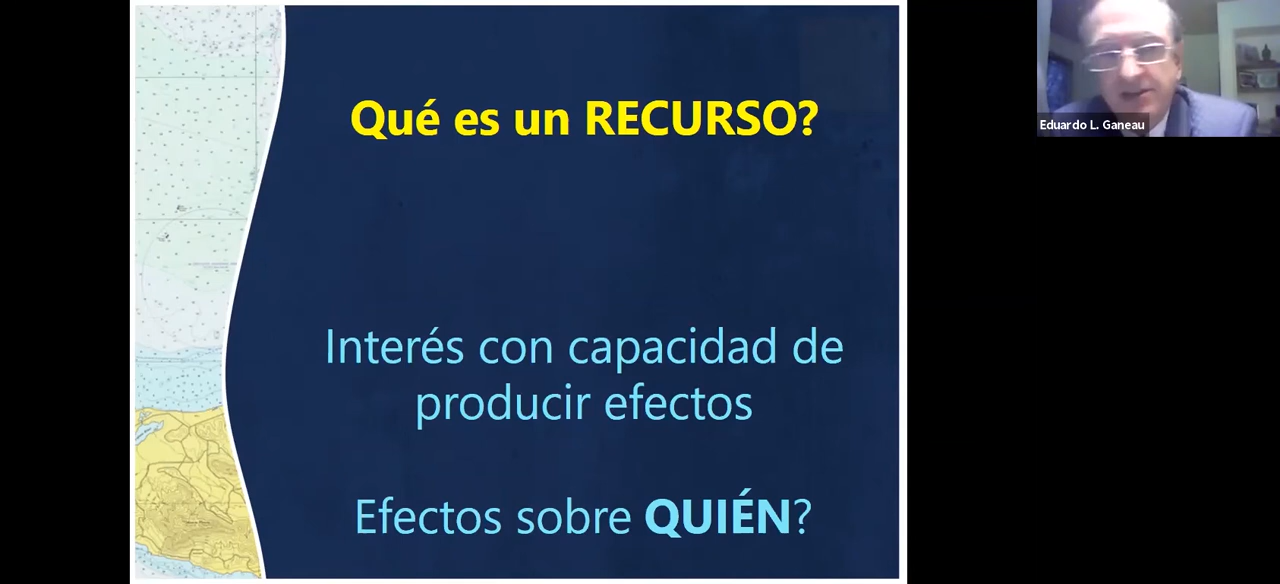 Qué es un RECURSO?
Interés con capacidad de
producir efectos
Efectos sobre QUIÉN?
Eduardo L. Ganeau